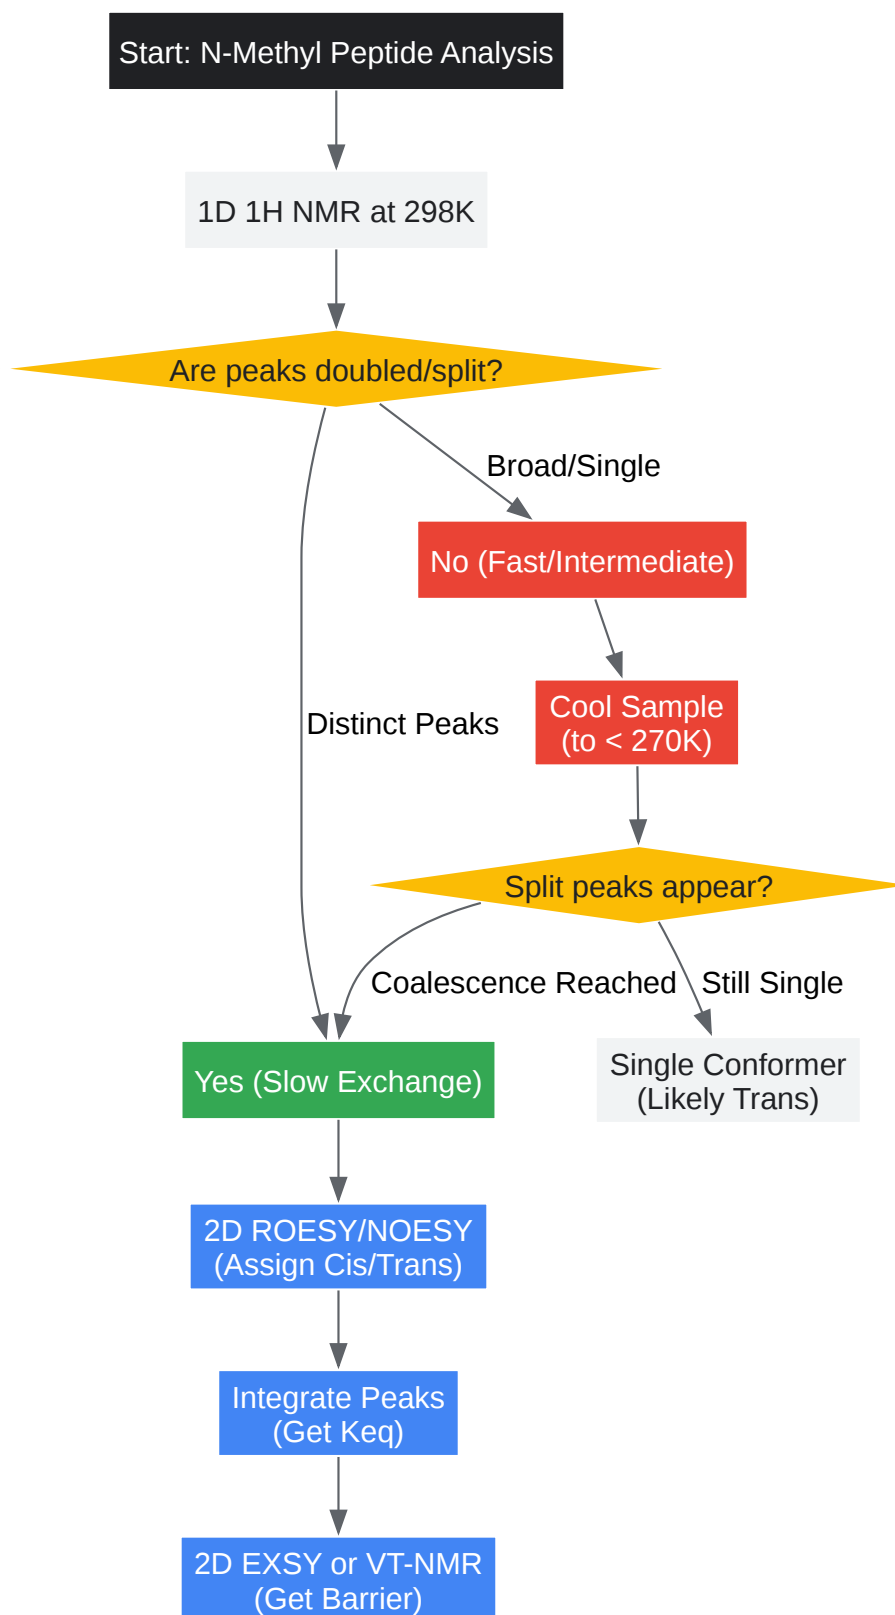 Start: N-Methyl Peptide Analysis
1D 1H NMR at 298K
Are peaks doubled/split?
Broad/Single
No (Fast/Intermediate)
Distinct Peaks
Cool Sample
(to < 270K)
Split peaks appear?
Coalescence Reached
Still Single
Yes (Slow Exchange)
Single Conformer
(Likely Trans)
2D ROESY/NOESY
(Assign Cis/Trans)
Integrate Peaks
(Get Keq)
2D EXSY or VT-NMR
(Get Barrier)